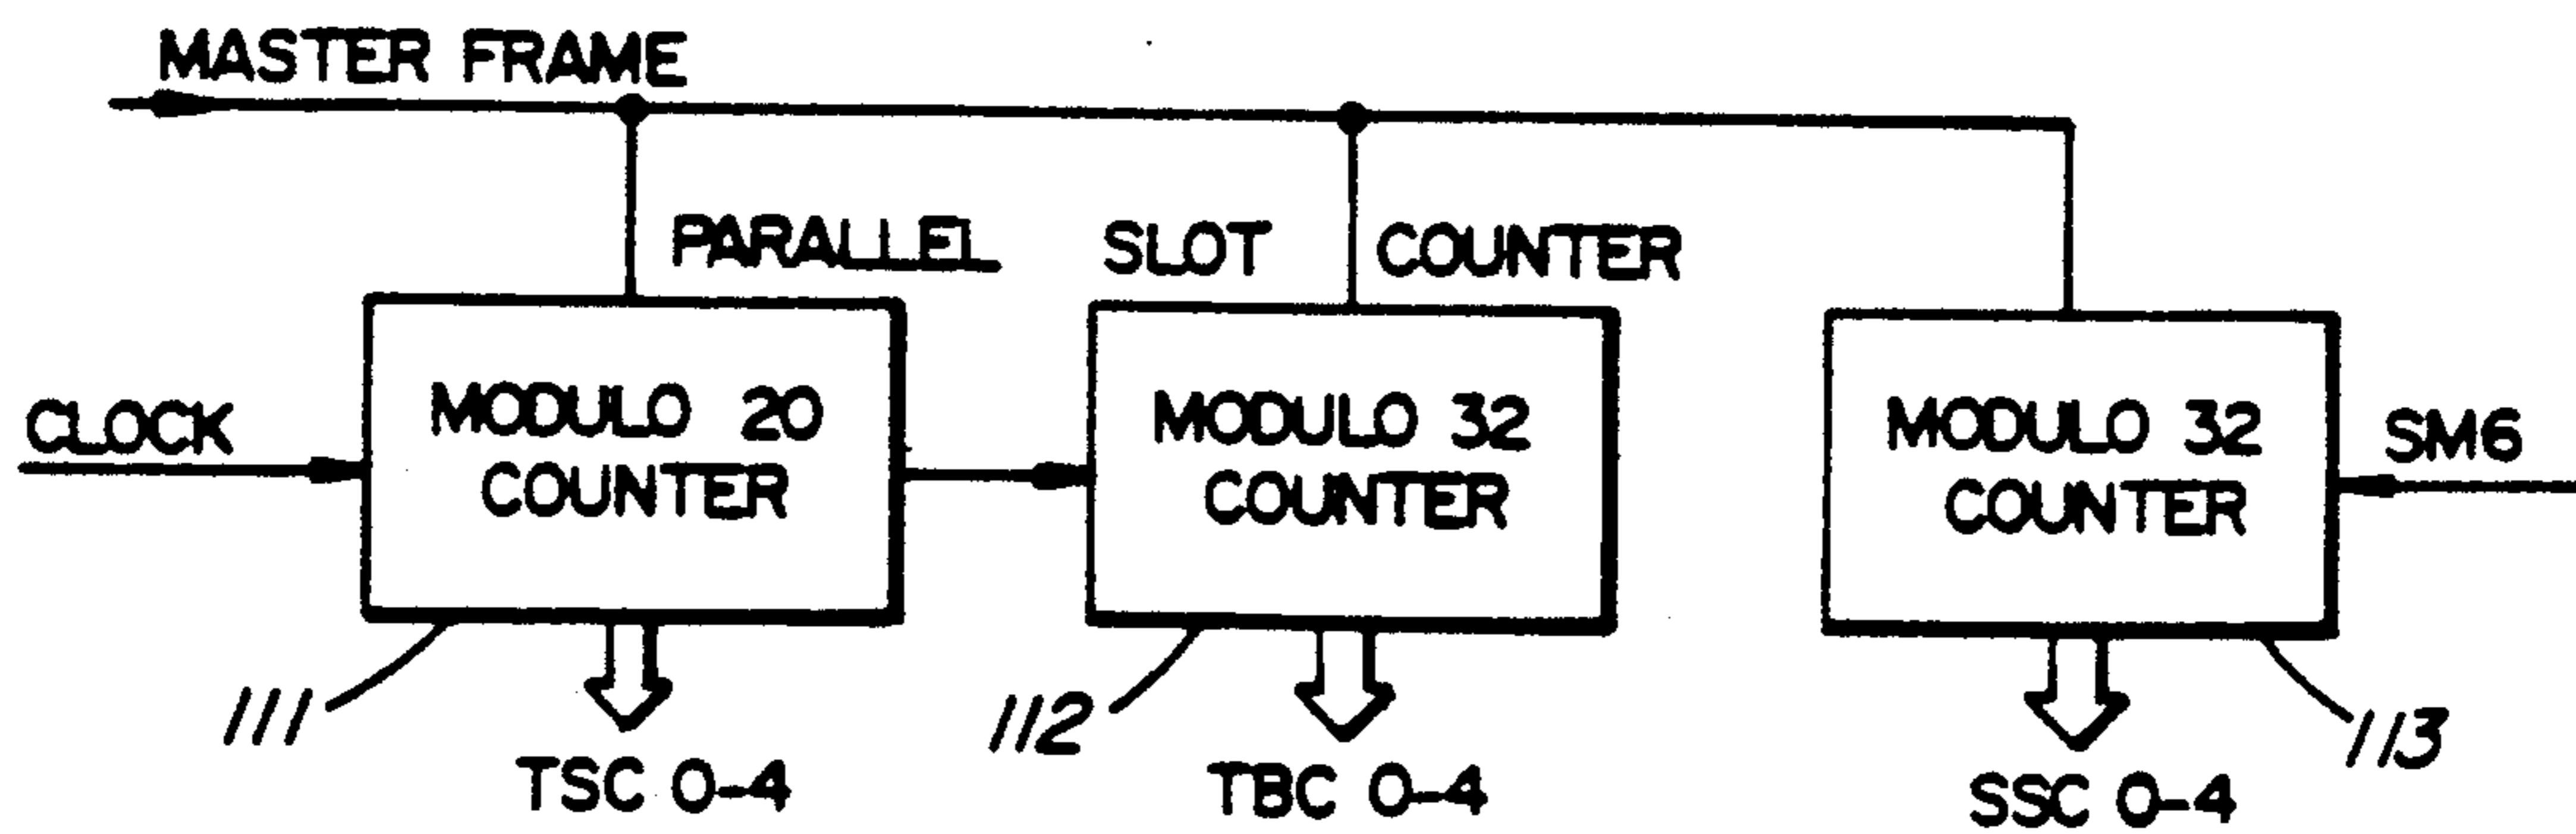 MASTER FRAME
PARALLEL SLOT COUNTER
CLOCK
MODULO 20
COUNTER
MODULO 32
COUNTER
MODULO 32
COUNTER
SM6
111
112
113
TSC 0-4
TBC 0-4
SSC 0-4